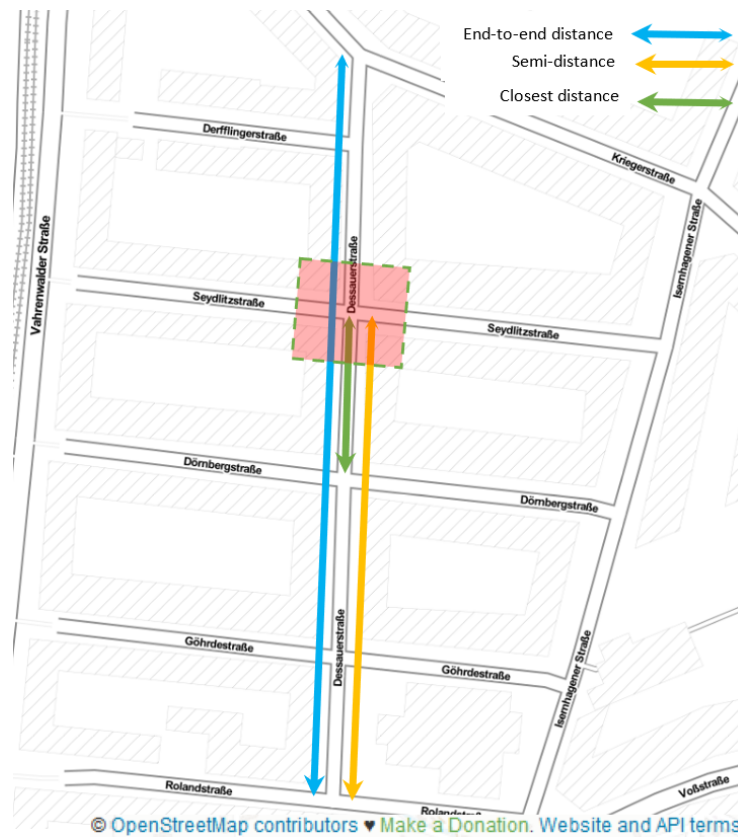 End-to-end distance
Semi-distance
Closest distance
Derfflingerstraße
Kriegerstraße
Isernhagener Straße
Vahrenwalder Straße
Dessauerstraße
Seydlitzstraße
Seydlitzstraße
Dörnbergstraße
Dörnbergstraße
Dessauerstraße
Göhrdestraße
Göhrdestraße
Isernhagener Straße
Rolandstraße
Voßstraße
© OpenStreetMap contributors ♥ Make a Donation. Website and API terms